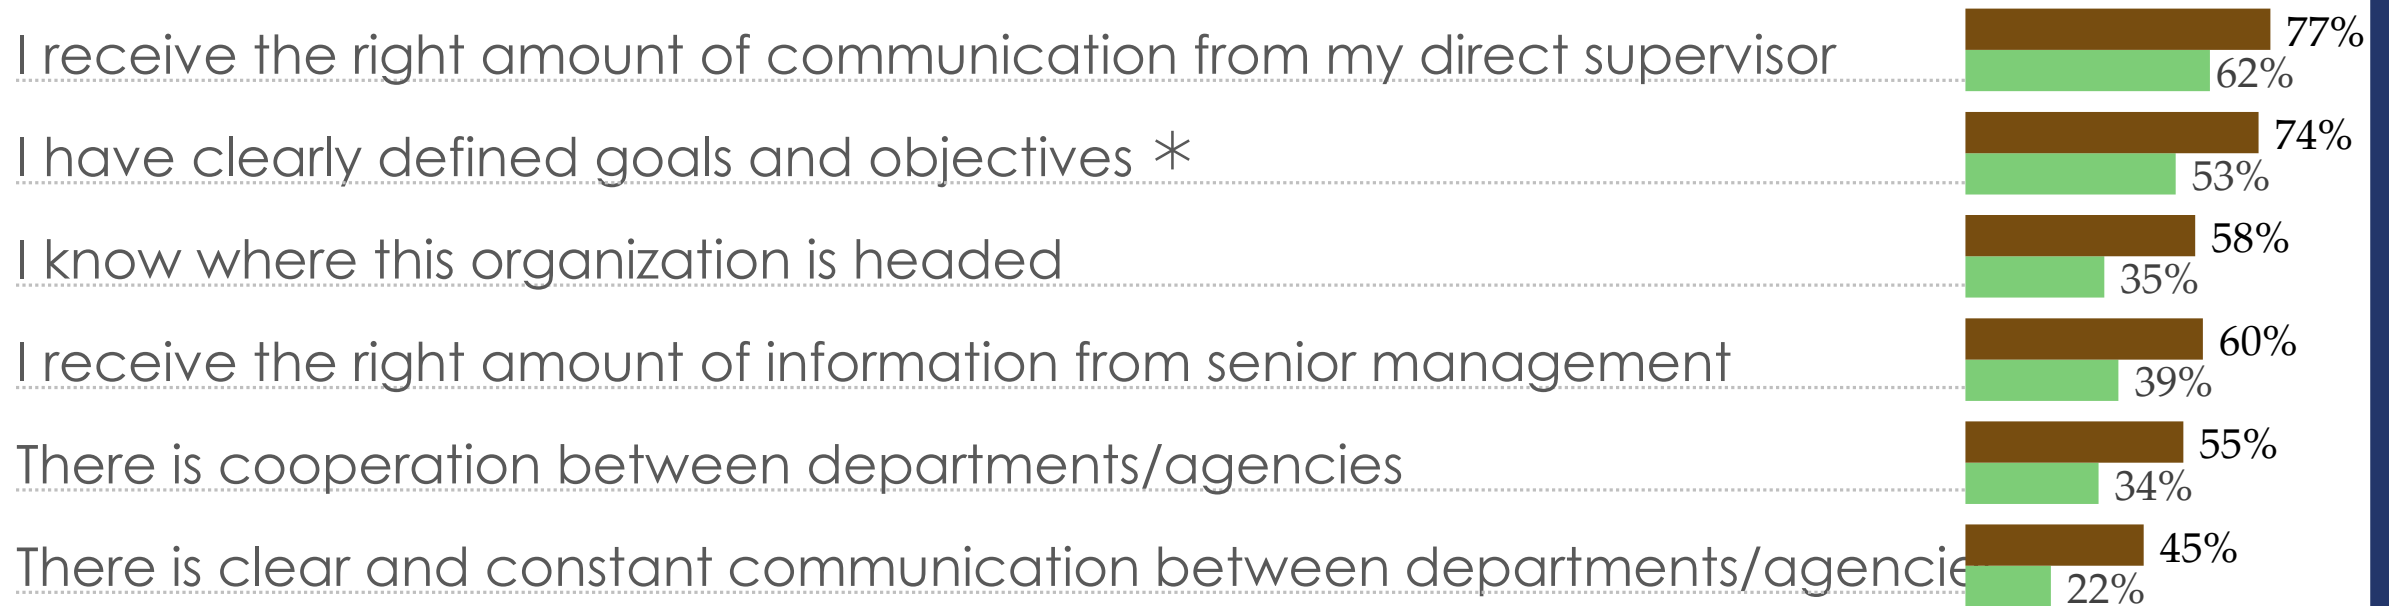 I receive the right amount of communication from my direct supervisor 77%
62%
I have clearly defined goals and objectives * 74%
53%
I know where this organization is headed 58%
35%
I receive the right amount of information from senior management 60%
39%
There is cooperation between departments/agencies 55%
34%
There is clear and constant communication between departments/agencie 45%
22%